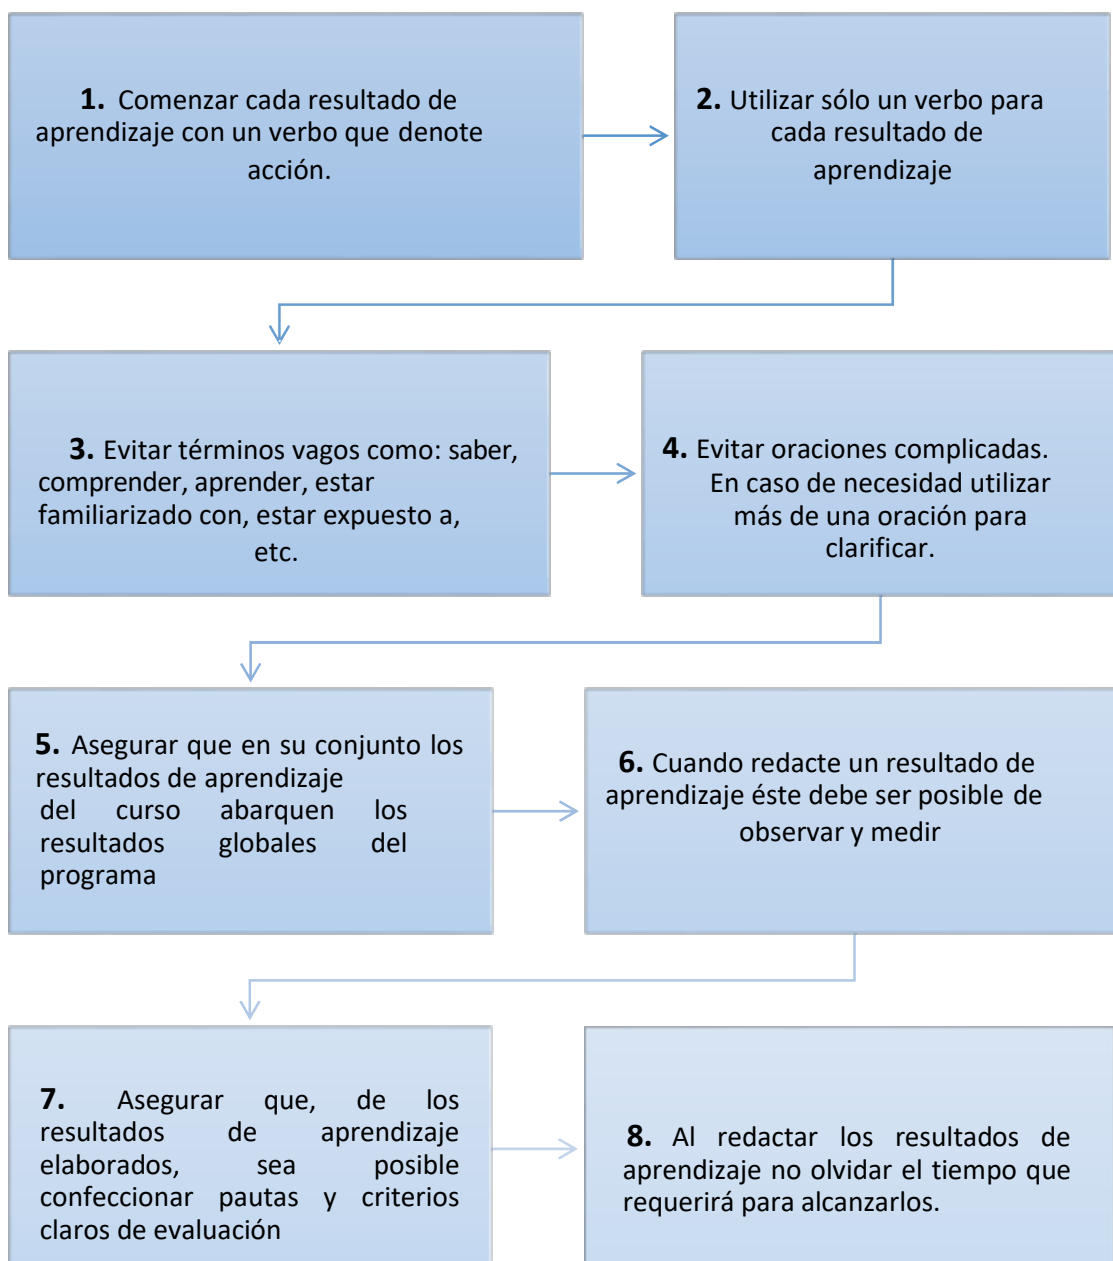 1. Comenzar cada resultado de
aprendizaje con un verbo que denote
acción.
2. Utilizar sólo un verbo para
cada resultado de
aprendizaje
3. Evitar términos vagos como: saber,
comprender, aprender, estar
familiarizado con, estar expuesto a,
etc.
4. Evitar oraciones complicadas.
En caso de necesidad utilizar
más de una oración para
clarificar.
5. Asegurar que en su conjunto los
resultados de aprendizaje
del curso abarquen los
resultados globales del
programa
6. Cuando redacte un resultado de
aprendizaje éste debe ser posible de
observar y medir
7. Asegurar que, de los
resultados de aprendizaje
elaborados, sea posible
confeccionar pautas y criterios
claros de evaluación
8. Al redactar los resultados de
aprendizaje no olvidar el tiempo que
requerirá para alcanzarlos.